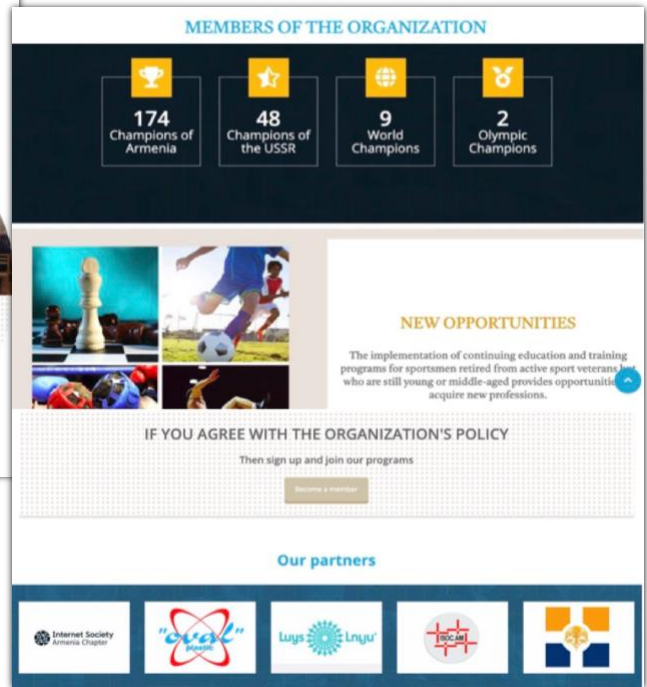 MEMBERS OF THE ORGANIZATION
174
Champions of
Armenia
48
Champions of
the USSR
9
World
Champions
2
Olympic
Champions
NEW OPPORTUNITIES
The implementation of continuing education and training
programs for sportsmen retired from active sport veterans but
who are still young or middle-aged provides opportunitie
acquire new professions.
IF YOU AGREE WITH THE ORGANIZATION'S POLICY
Then sign up and join our programs
Become a member
Our partners
Internet Society
Armenia Chapter
"oval"
plastic
Luys Լույս
ISOC.AM